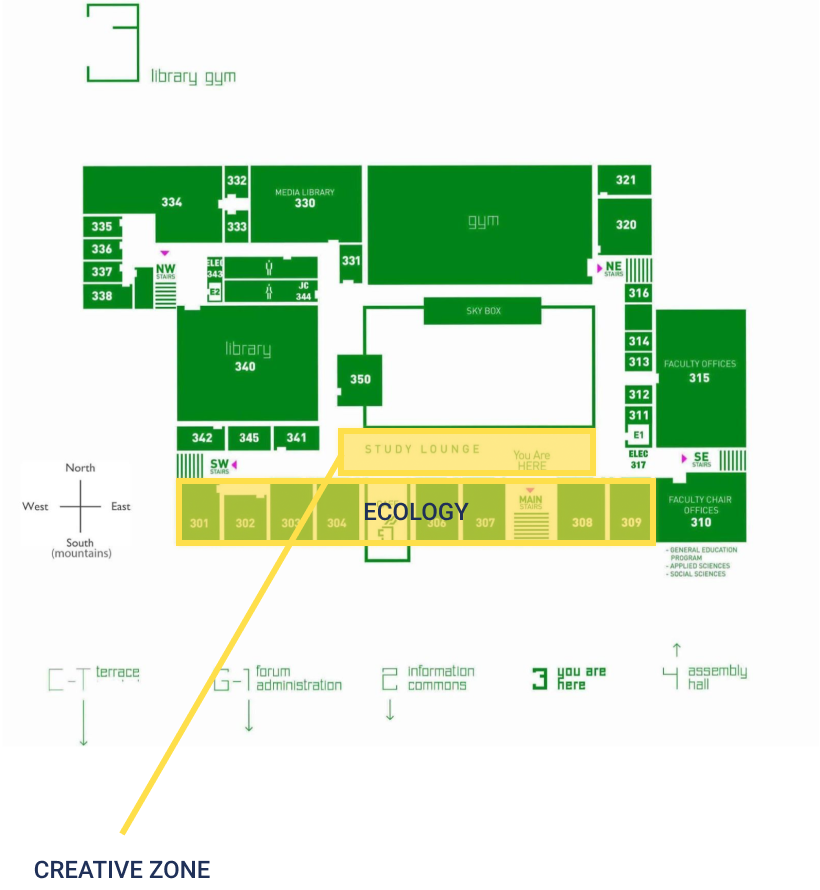 3
library gym
332
334
MEDIA LIBRARY
330
333
335
336
337
338
NW
STAIRS
ELEC
343
E2
JC
344
331
gym
321
320
NE
STAIRS
316
SKY BOX
314
313
312
311
E1
ELEC
317
FACULTY OFFICES
315
library
340
350
342
345
341
SW
STAIRS
STUDY LOUNGE
You Are
HERE
SE
STAIRS
North
West
East
South
(mountains)
301
302
303
304
ECOLOGY
306
307
MAIN
STAIRS
308
309
FACULTY CHAIR
OFFICES
310
- GENERAL EDUCATION
PROGRAM
- APPLIED SCIENCES
- SOCIAL SCIENCES
C-T terrace
G-1 forum
administration
2 information
commons
3 you are
here
4 assembly
hall
CREATIVE ZONE